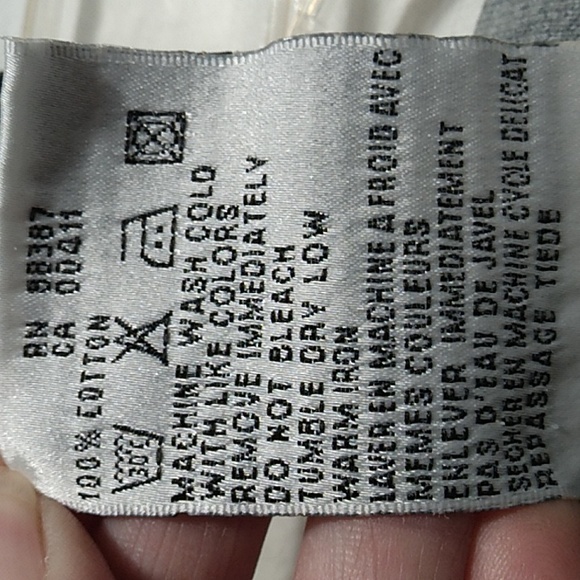 RN 98387
CA 00411
100% COTTON
30°C
MACHINE WASH COLD
WITH LIKE COLORS
REMOVE IMMEDIATELY
DO NOT BLEACH
TUMBLE DRY LOW
WARM IRON
LAVER EN MACHINE A FROID AVEC
MEMES COULEURS
ENLEVER IMMEDIATEMENT
PAS D'EAU DE JAVEL
SECHER EN MACHINE CYCLE DELICAT
REPASSAGE TIEDE